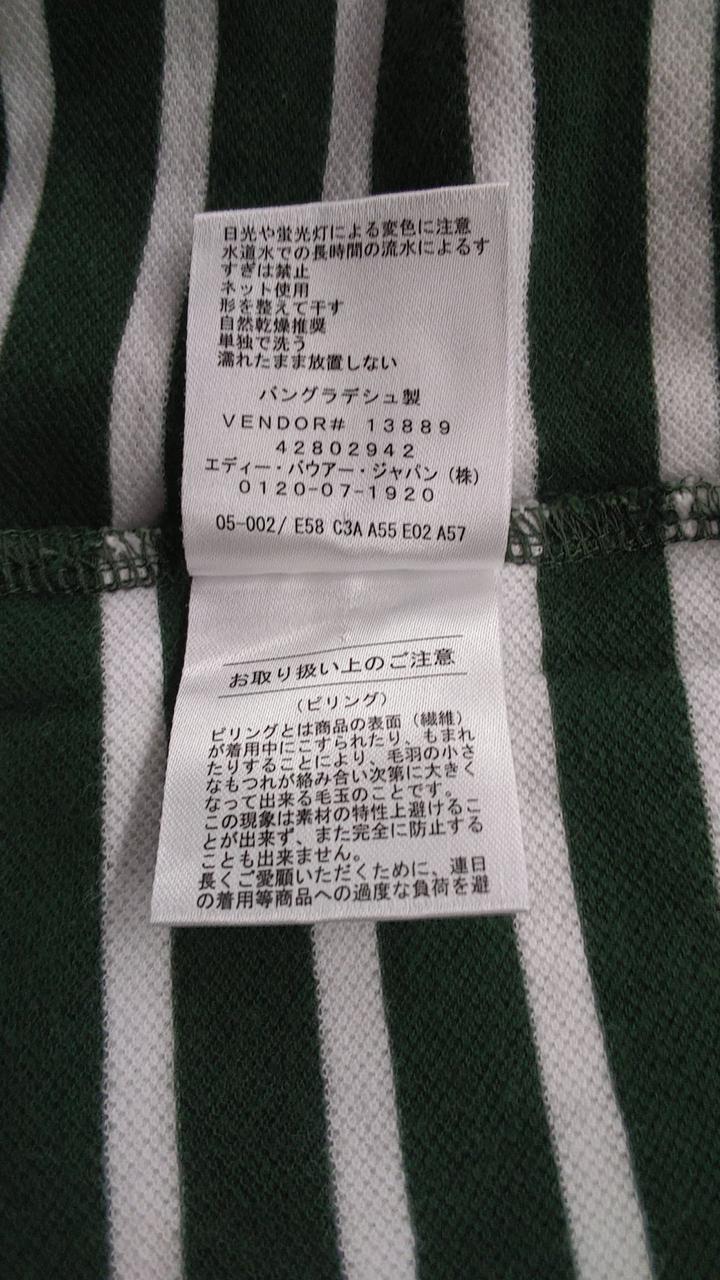 日光や蛍光灯による変色に注意
水道水での長時間の流水によるす
すぎは禁止
ネット使用
形を整えて干す
自然乾燥推奨
単独で洗う
濡れたまま放置しない
バングラデシュ製
VENDOR# 13889
42802942
エディー・バウアー・ジャパン（株）
0120-07-1920
05-002/ E58 C3A A55 E02 A57
お取り扱い上のご注意
（ピリング）
ピリングとは商品の表面（繊維）
が着用中にこすられたり、もまれ
たりすることにより、毛羽の小さ
なもつれが絡み合い次第に大きく
なって出来る毛玉のことです。
この現象は素材の特性上避けるこ
とが出来ず、また完全に防止する
ことも出来ません。
長くご愛顧いただくために、連日
の着用等商品への過度な負荷を避